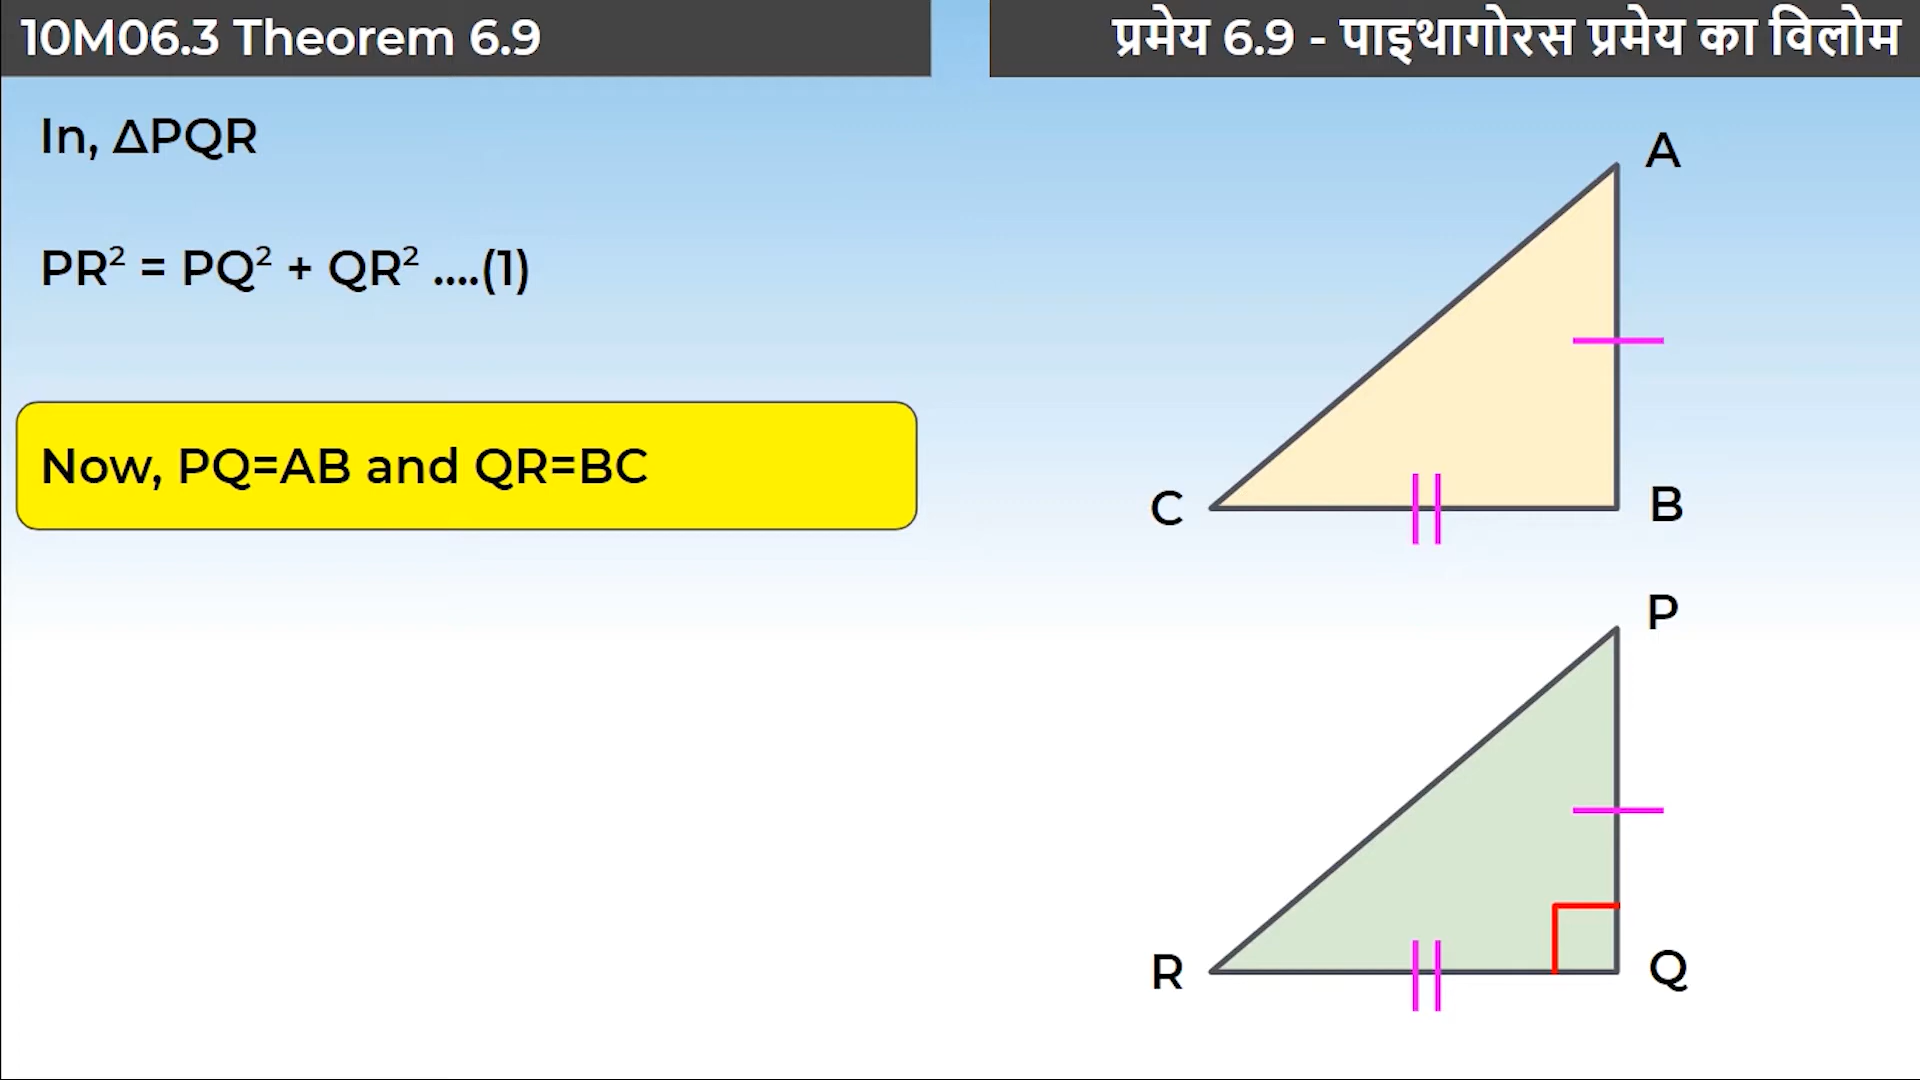 10M06.3 Theorem 6.9
प्रमेय 6.9 - पाइथागोरस प्रमेय का विलोम
In, ΔPQR
PR² = PQ² + QR² ....(1)
Now, PQ=AB and QR=BC
A
C
B
P
R
Q